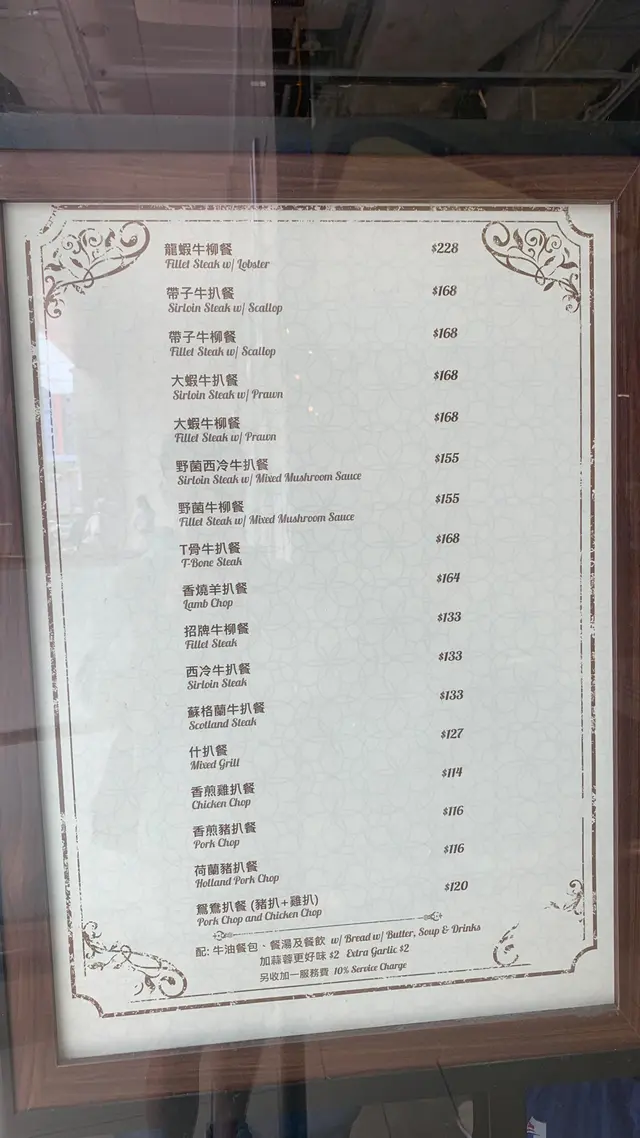 龍蝦牛柳餐 $228
Fillet Steak w/ Lobster
帶子牛扒餐 $168
Sirloin Steak w/ Scallop
帶子牛柳餐 $168
Fillet Steak w/ Scallop
大蝦牛扒餐 $168
Sirloin Steak w/ Prawn
大蝦牛柳餐 $168
Fillet Steak w/ Prawn
野菌西冷牛扒餐 $155
Sirloin Steak w/ Mixed Mushroom Sauce
野菌牛柳餐 $155
Fillet Steak w/ Mixed Mushroom Sauce
T骨牛扒餐 $168
T-Bone Steak
香燒羊扒餐 $164
Lamb Chop
招牌牛柳餐 $133
Fillet Steak
西冷牛扒餐 $133
Sirloin Steak
蘇格蘭牛扒餐 $133
Scotland Steak
什扒餐 $127
Mixed Grill
香煎雞扒餐 $114
Chicken Chop
香煎豬扒餐 $116
Pork Chop
荷蘭豬扒餐 $116
Holland Pork Chop
鴛鴦扒餐 (豬扒+雞扒) $120
Pork Chop and Chicken Chop
配: 牛油餐包、餐湯及餐飲 w/ Bread w/ Butter, Soup & Drinks
加蒜蓉更好味 $2 Extra Garlic $2
另收加一服務費 10% Service Charge